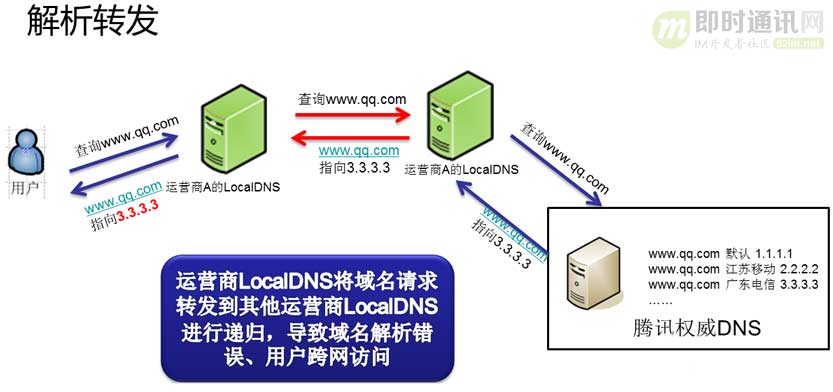 解析转发
即时通讯网
IM开发者社区 52im.net
查询www.qq.com
查询www.qq.com
www.qq.com
指向3.3.3.3
用户
运营商A的LocalDNS
运营商A的LocalDNS
查询www.qq.com
www.qq.com
指向3.3.3.3
www.qq.com
指向3.3.3.3
运营商LocalDNS将域名请求
转发到其他运营商LocalDNS
进行递归，导致域名解析错
误、用户跨网访问
www.qq.com 默认 1.1.1.1
www.qq.com 江苏移动 2.2.2.2
www.qq.com 广东电信 3.3.3.3
……
腾讯权威DNS